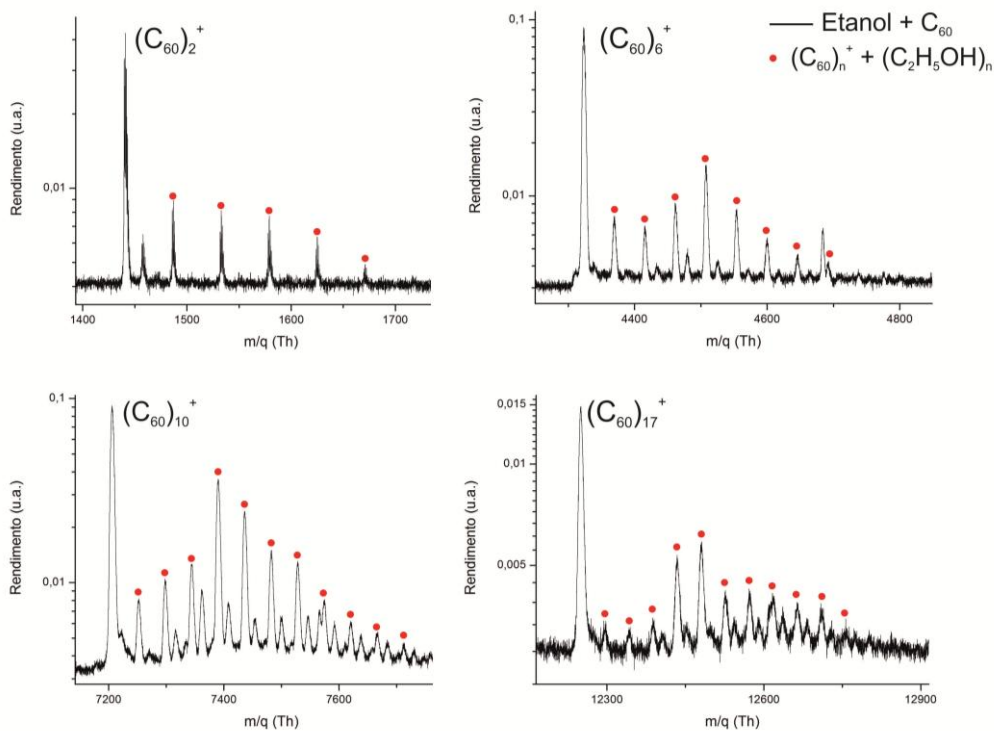 (C₆₀)₂⁺
0,01
Rendimento (u.a.)
1400 1500 1600 1700
m/q (Th)
(C₆₀)₆⁺
Etanol + C₆₀
(C₆₀)ₙ⁺ + (C₂H₅OH)ₙ
0,1
0,01
Rendimento (u.a.)
4400 4600 4800
m/q (Th)
(C₆₀)₁₀⁺
0,1
0,01
Rendimento (u.a.)
7200 7400 7600
m/q (Th)
(C₆₀)₁₇⁺
0,015
0,01
0,005
Rendimento (u.a.)
12300 12600 12900
m/q (Th)